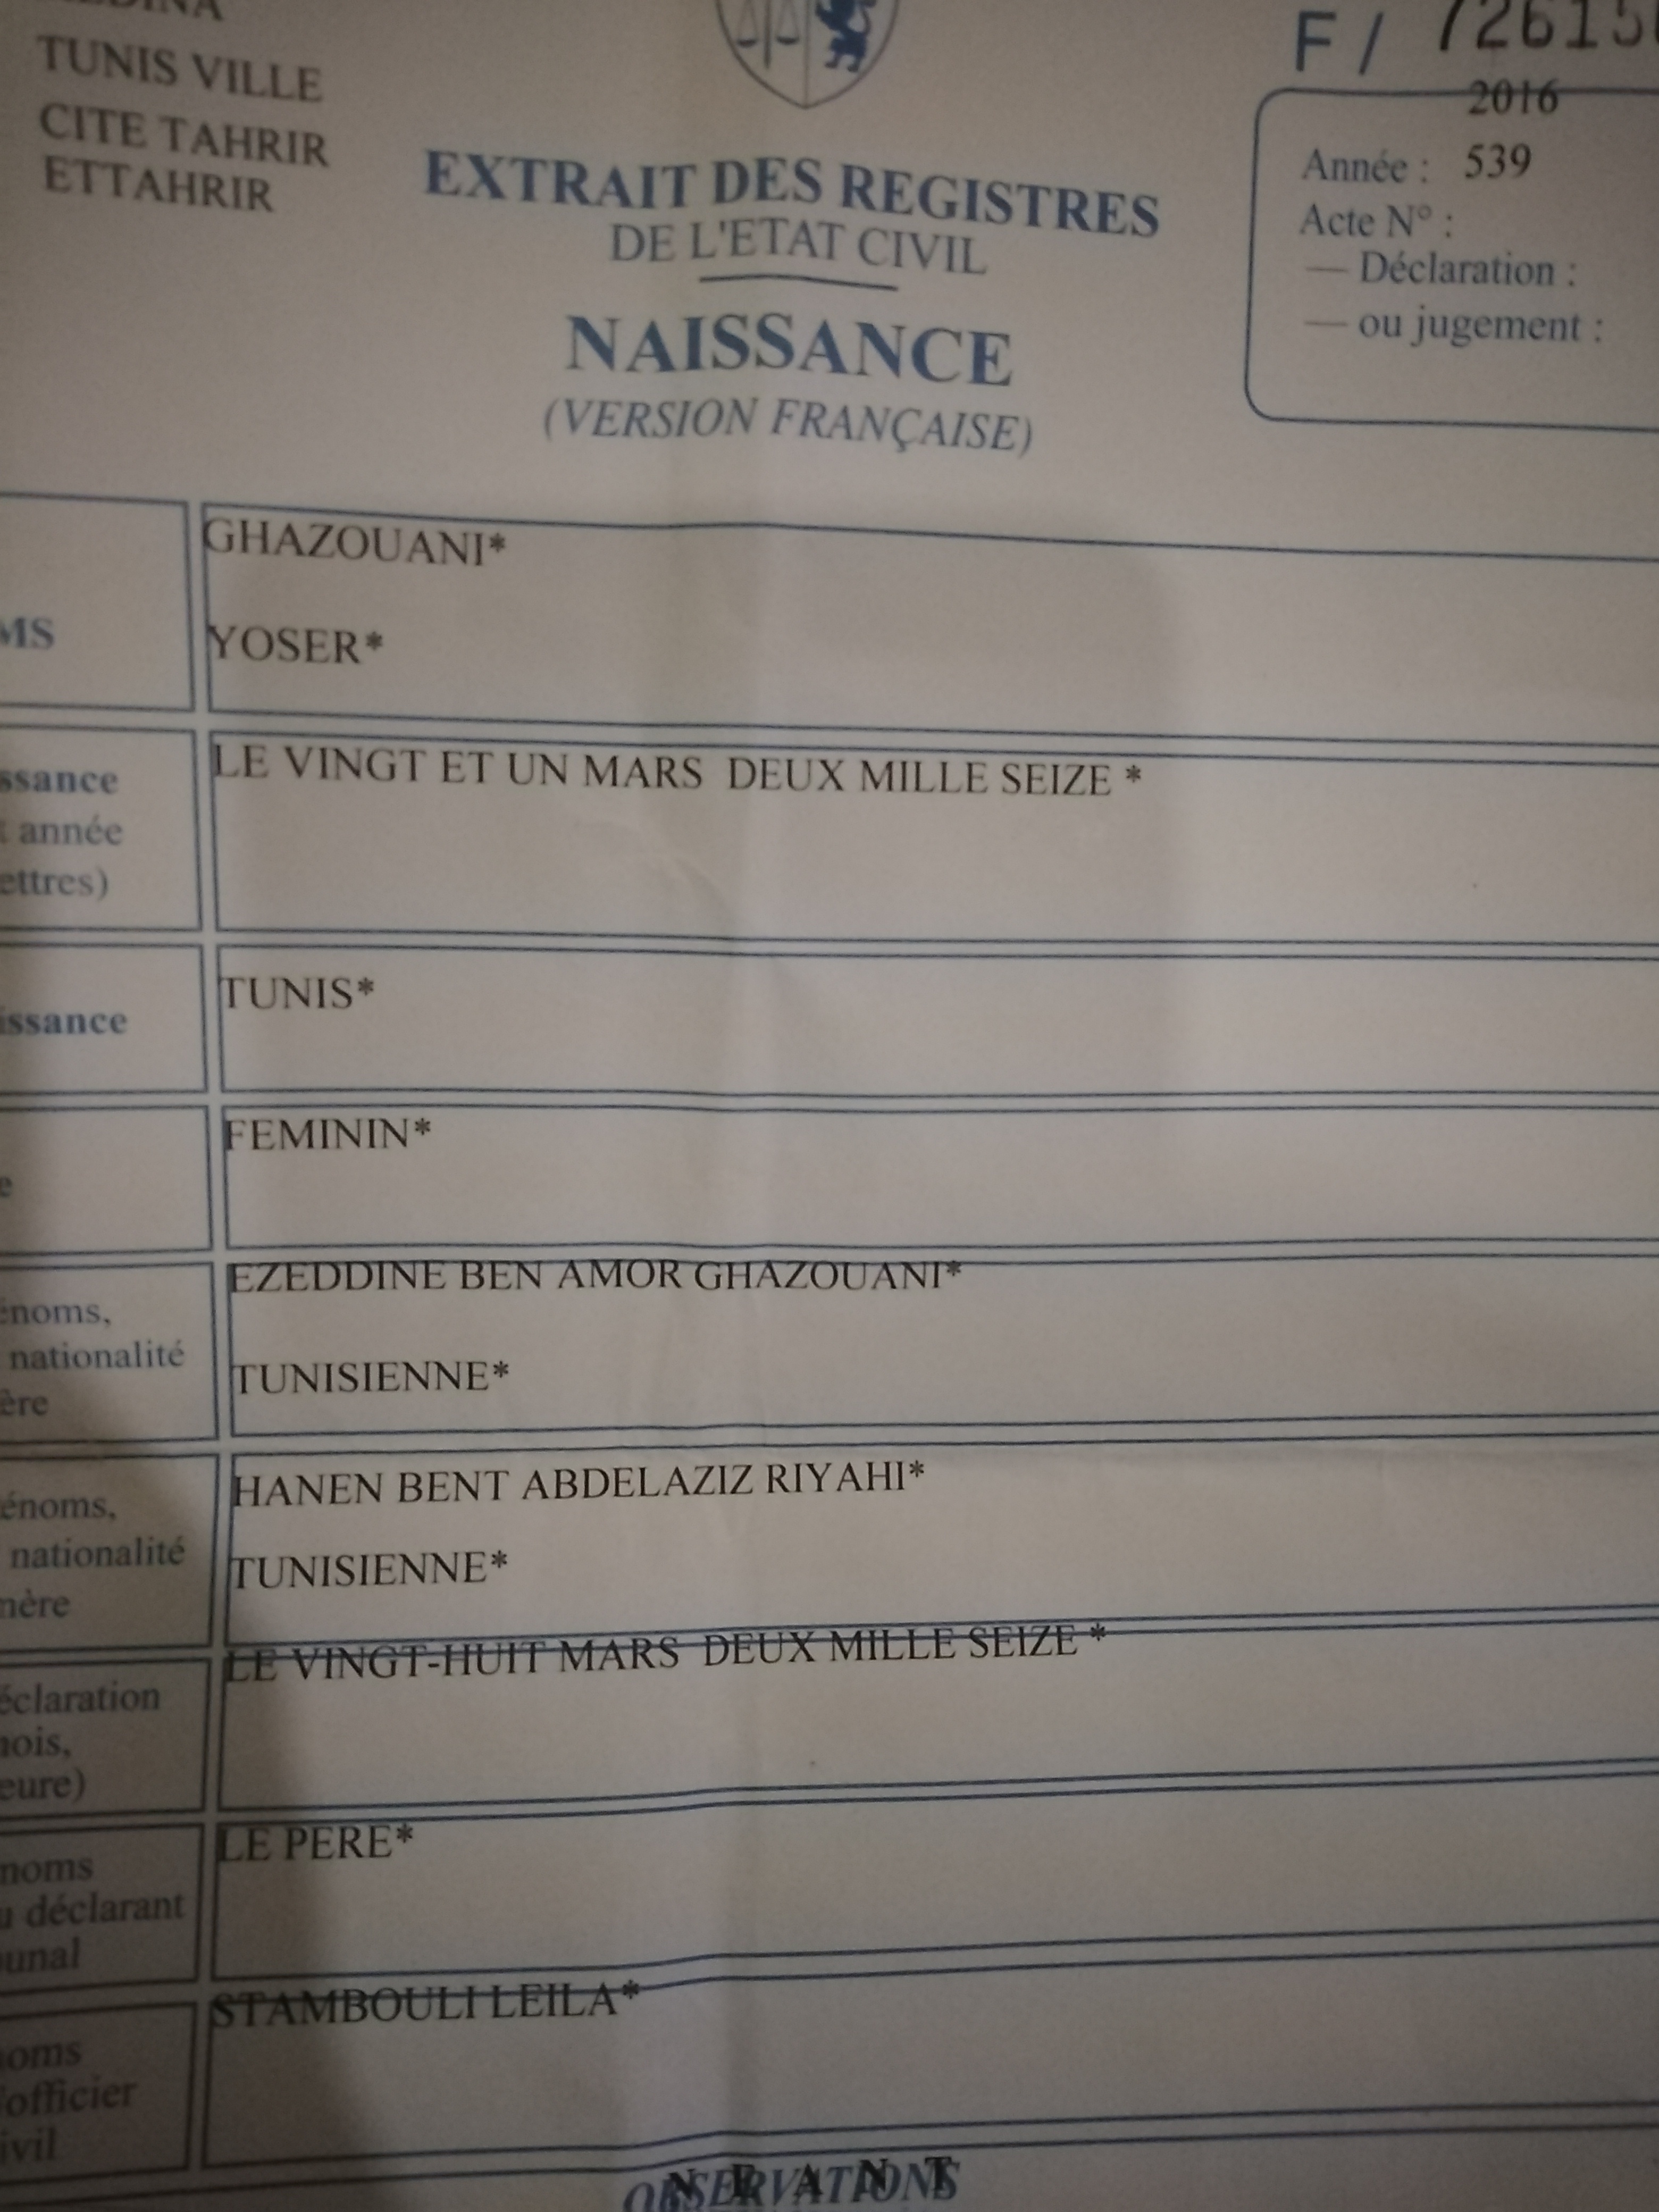 TUNIS VILLE
CITE TAHRIR
ETTAHRIR
F /
2016
Année : 539
Acte N° :
— Déclaration :
— ou jugement :
EXTRAIT DES REGISTRES
DE L'ETAT CIVIL
NAISSANCE
(VERSION FRANÇAISE)
GHAZOUANI*
MS
YOSER*
ssance
année
ettres)
LE VINGT ET UN MARS DEUX MILLE SEIZE *
issance
TUNIS*
e
FEMININ*
énoms,
nationalité
ère
EZEDDINE BEN AMOR GHAZOUANI*
TUNISIENNE*
énoms,
nationalité
mère
HANEN BENT ABDELAZIZ RIYAHI*
TUNISIENNE*
éclaration
nois,
eure)
LE VINGT-HUIT MARS DEUX MILLE SEIZE *
noms
u déclarant
bunal
LE PERE*
noms
'officier
ivil
STAMBOULI LEILA*
OBSERVATIONS
N E A N T